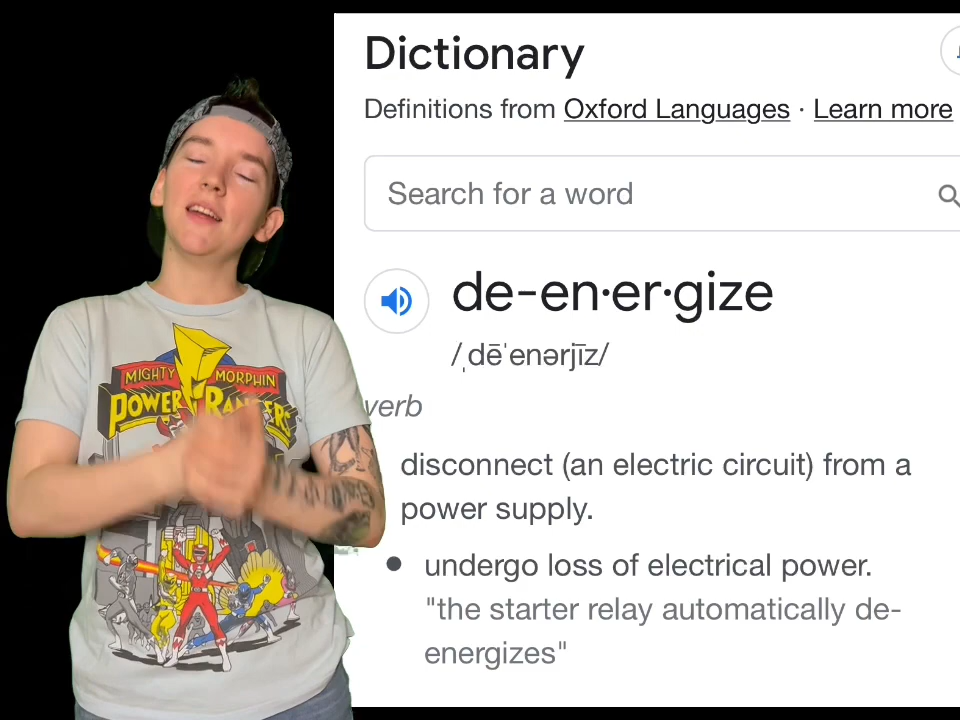 Dictionary
Definitions from Oxford Languages · Learn more
Search for a word
de-en·er·gize
/ˌdēˈenərjīz/
verb
disconnect (an electric circuit) from a
power supply.
undergo loss of electrical power.
"the starter relay automatically de-
energizes"
MIGHTY MORPHIN
POWER RANGERS